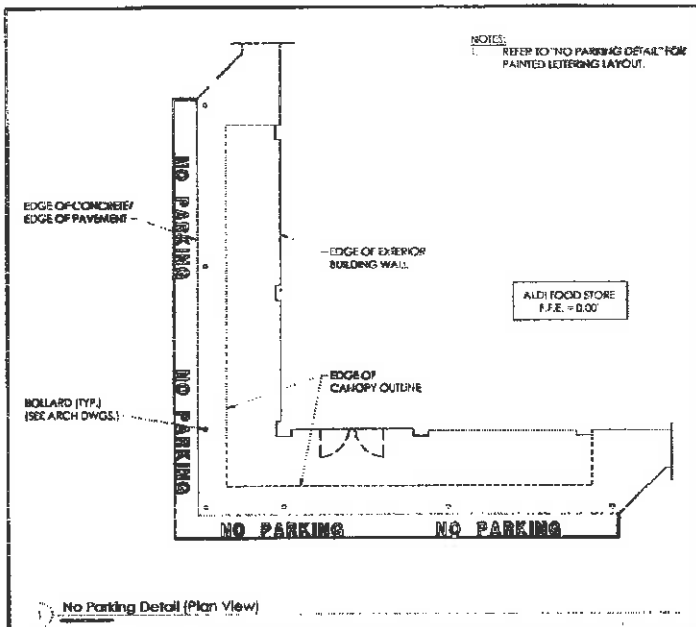 NOTES:
1. REFER TO "NO PARKING DETAIL" FOR
PAINTED LETTERING LAYOUT.
NO PARKING
EDGE OF CONCRETE/
EDGE OF PAVEMENT
EDGE OF EXTERIOR
BUILDING WALL
ALDI FOOD STORE
F.F.E. = 0.00'
EDGE OF
CANOPY OUTLINE
NO PARKING
BOLLARD (TYP.)
(SEE ARCH DWGS.)
NO PARKING
NO PARKING
No Parking Detail (Plan View)